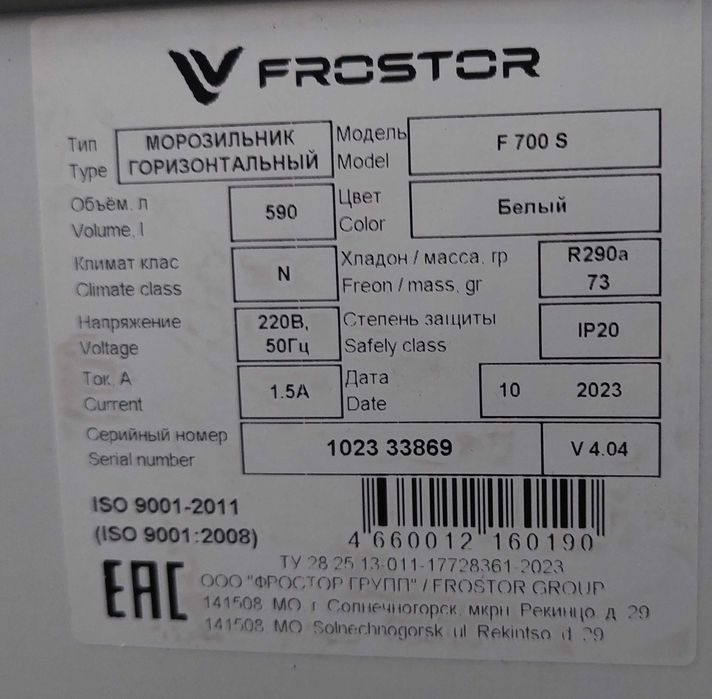 FROSTOR
Тип МОРОЗИЛЬНИК Модель F 700 S
Type ГОРИЗОНТАЛЬНЫЙ Model
Объём, л 590 Цвет Белый
Volume, l Color
Климат клас N Хладон / масса, гр R290a
Climate class Freon / mass, gr 73
Напряжение 220В, Степень защиты IP20
Voltage 50Гц Safely class
Ток, А 1.5А Дата 10 2023
Current Date
Серийный номер 1023 33869 V 4.04
Serial number
ISO 9001-2011
(ISO 9001:2008)
4 660012 160190
ТУ 28.25.13-011-17728361-2023
EAC ООО "ФРОСТОР ГРУПП" / FROSTOR GROUP
141508 МО, г. Солнечногорск, мкрн. Рекинцо, д. 29
141508 MO, Solnechnogorsk, ul. Rekintso, d. 29